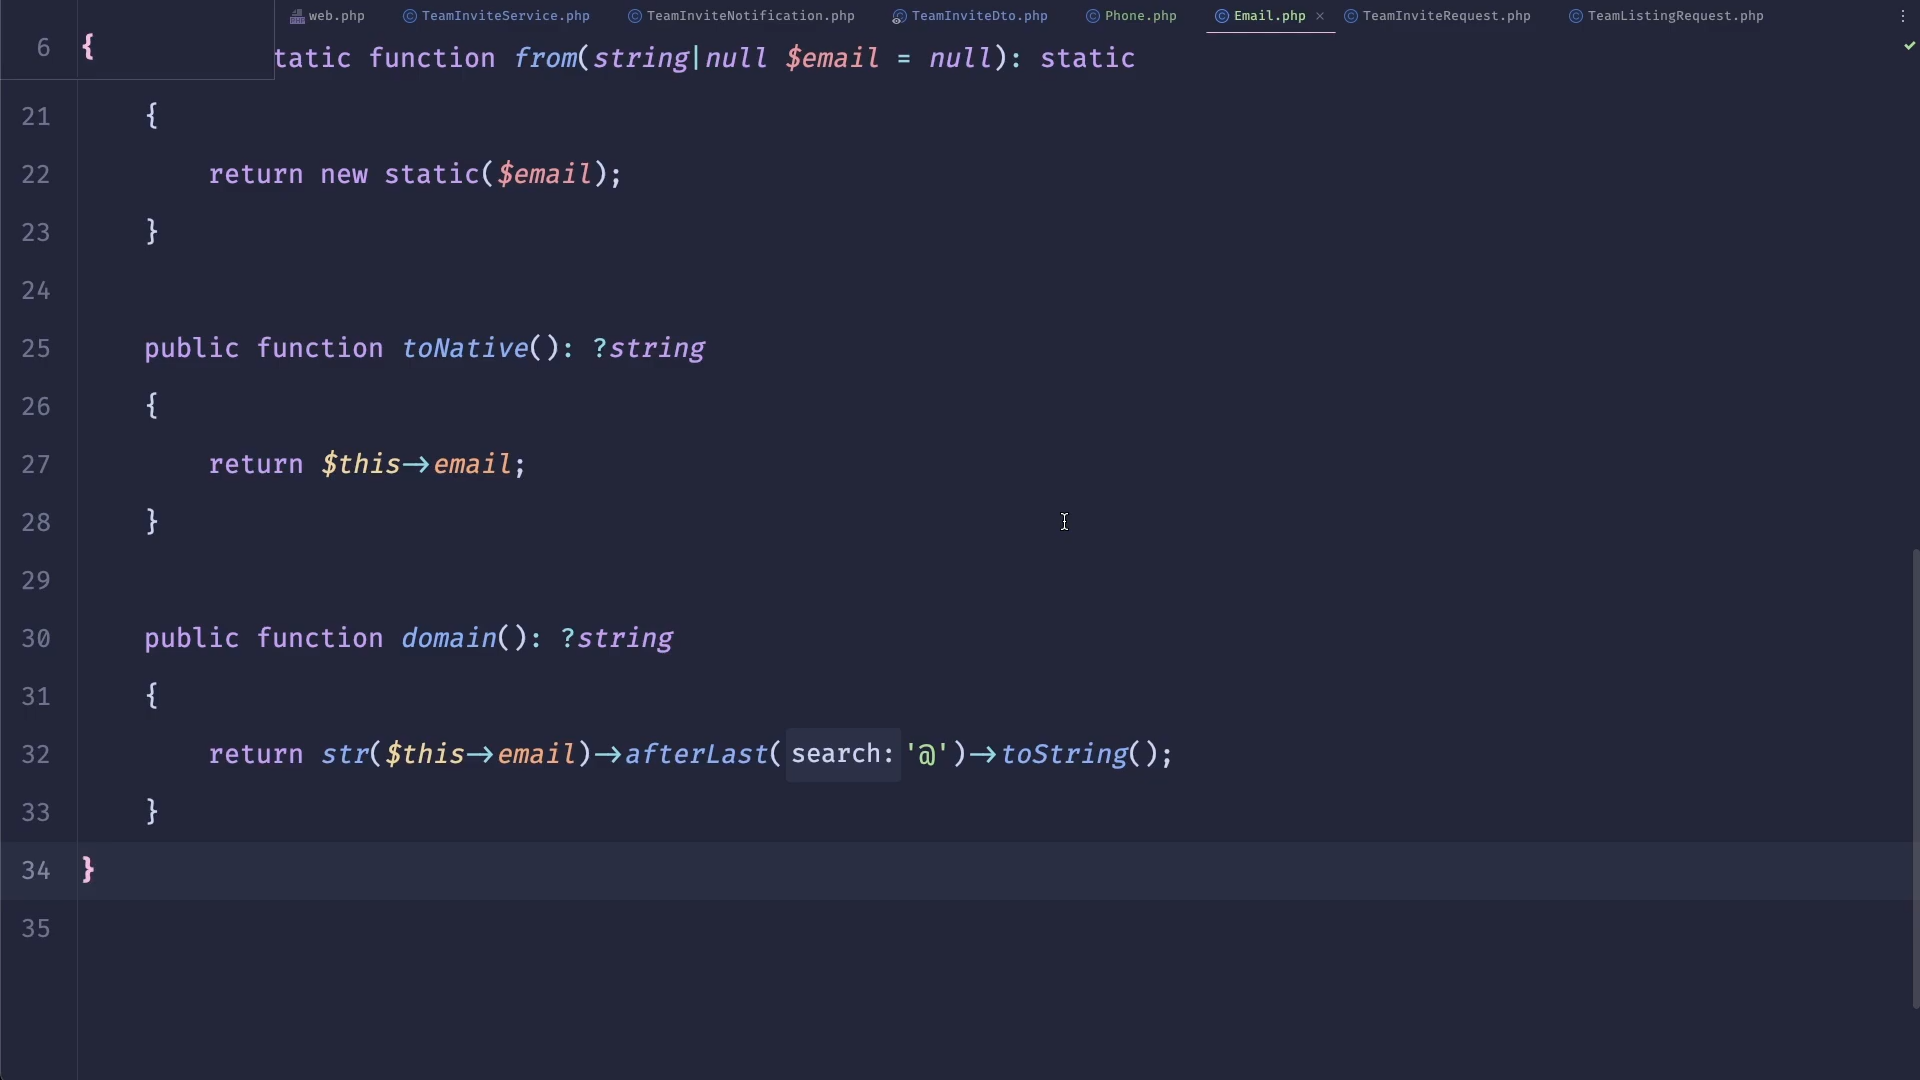 web.php TeamInviteService.php TeamInviteNotification.php TeamInviteDto.php Phone.php Email.php × TeamInviteRequest.php TeamListingRequest.php
6 {
tatic function from(string|null $email = null): static
21 {
22 return new static($email);
23 }
24
25 public function toNative(): ?string
26 {
27 return $this→email;
28 }
29
30 public function domain(): ?string
31 {
32 return str($this→email)→afterLast( search: '@')→toString();
33 }
34 }
35